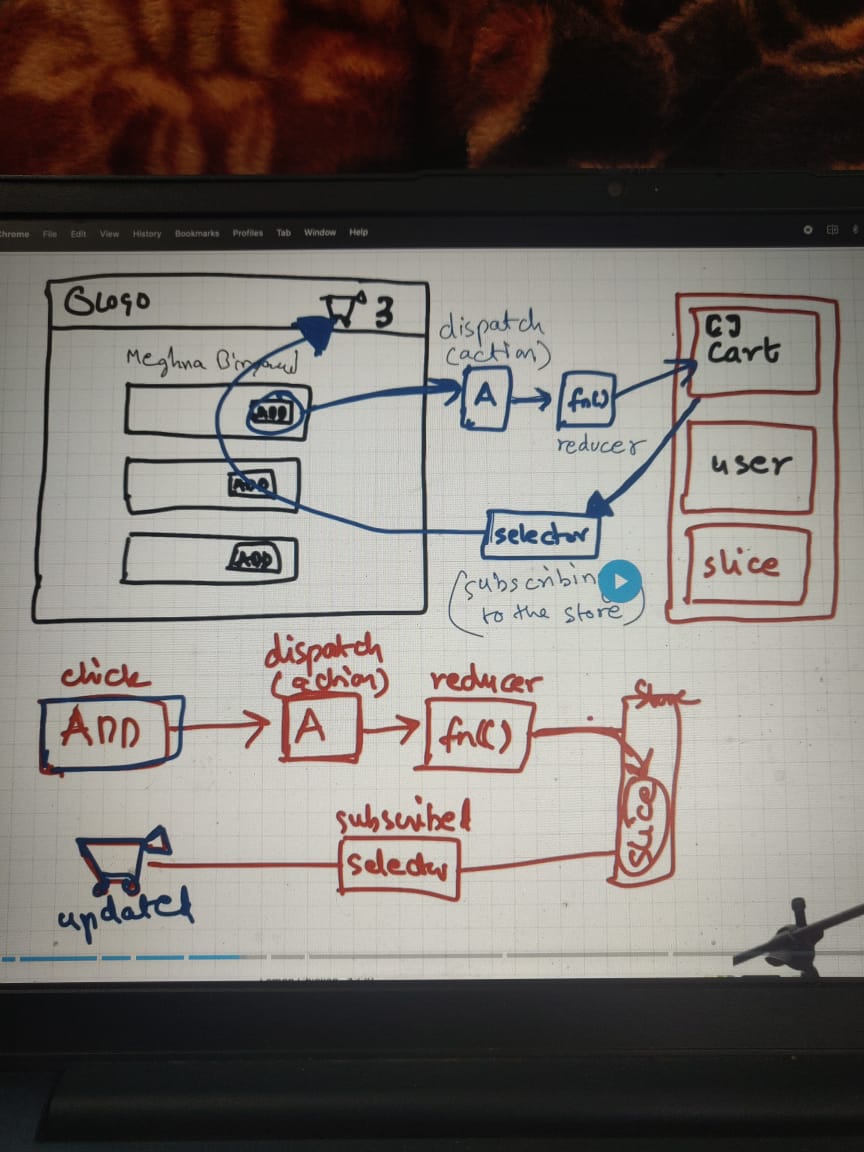 Chrome File Edit View History Bookmarks Profiles Tab Window Help
Logo
3
dispatch
(action)
[]
cart
Meghna
ADD
A
fn()
reducer
user
ADD
selector
ADD
slice
(subscribin
to the store)
dispatch
(action)
click
reducer
Store
ADD
A
fn()
subscribed
slice
selector
updated